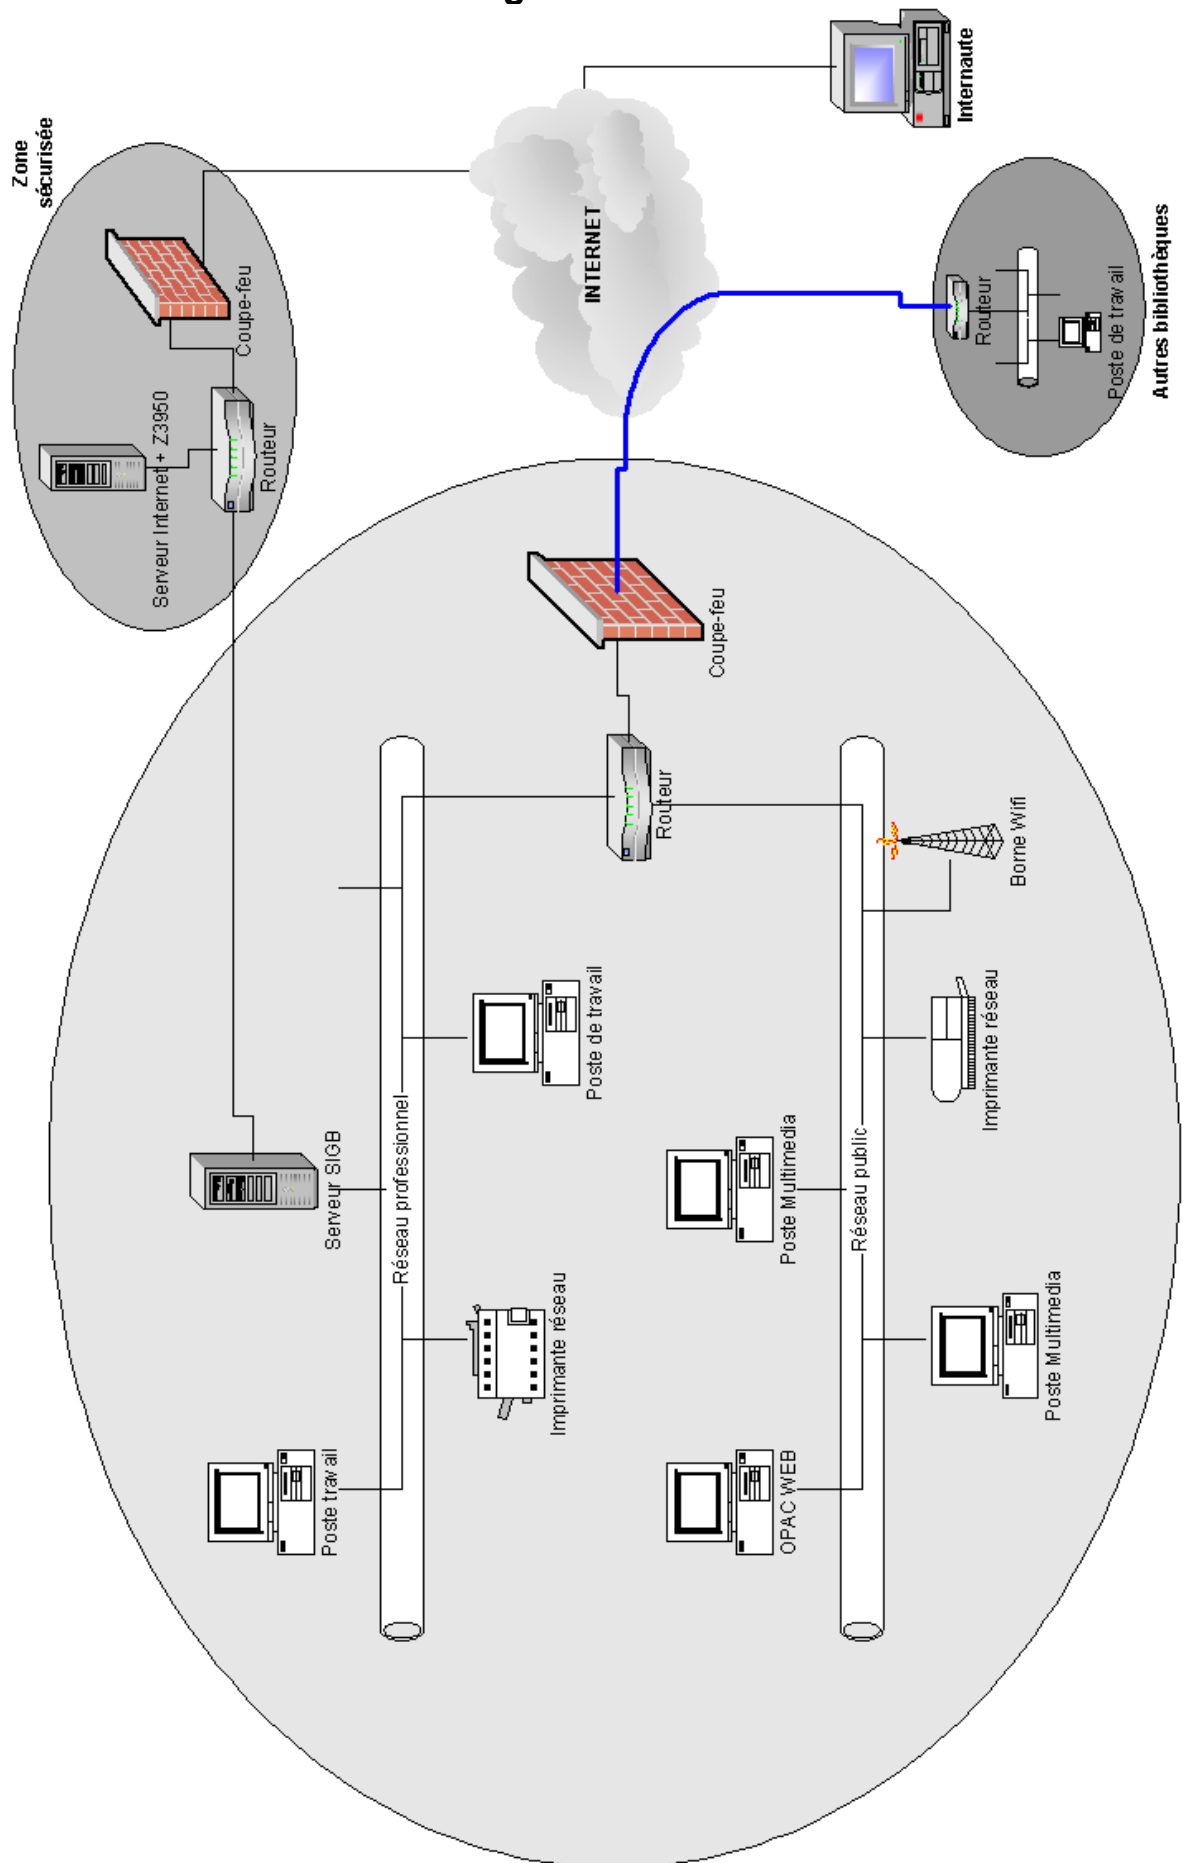 Zone
sécurisée
Coupe-feu
Serveur Internet + Z3950
Routeur
INTERNET
Internaute
Routeur
Poste de travail
Autres bibliothèques
Coupe-feu
Routeur
Serveur SIGB
Réseau professionnel
Poste de travail
Imprimante réseau
Poste travail
Borne Wifi
Imprimante réseau
Poste Multimedia
Réseau public
Poste Multimedia
OPAC WEB